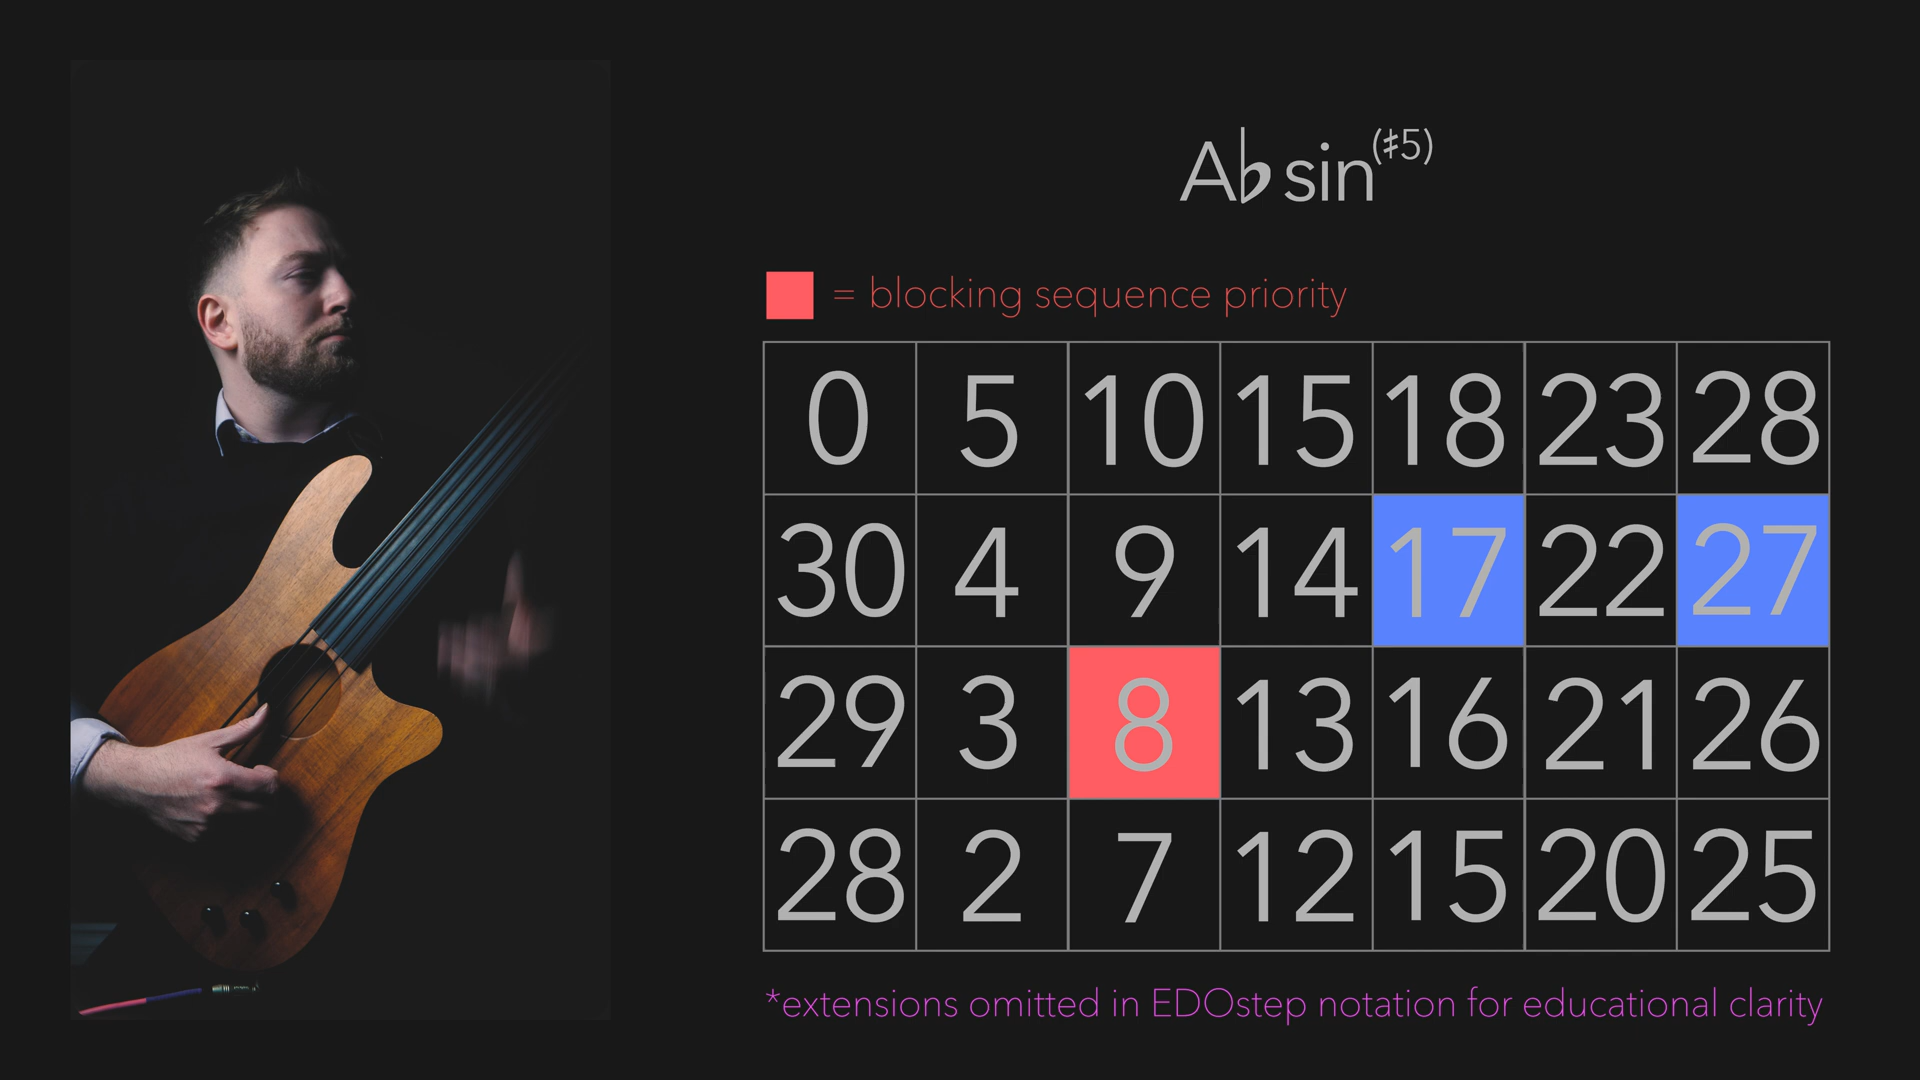 A♭ sin(♯5)
= blocking sequence priority
0 5 10 15 18 23 28
30 4 9 14 17 22 27
29 3 8 13 16 21 26
28 2 7 12 15 20 25
*extensions omitted in EDOstep notation for educational clarity